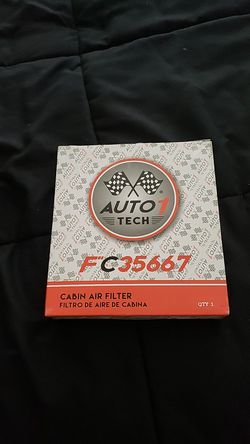 AUTO 1
TECH
FC35667
CABIN AIR FILTER
FILTRO DE AIRE DE CABINA
QTY: 1